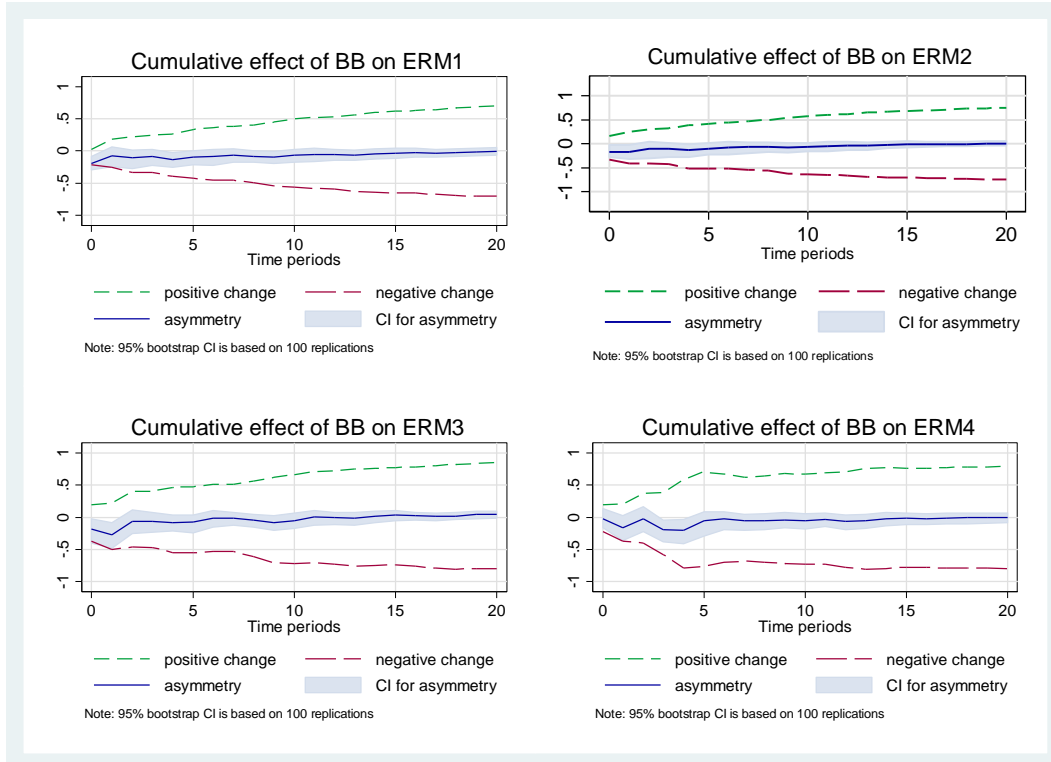 Cumulative effect of BB on ERM1
1
.5
0
-.5
-1
0 5 10 15 20
Time periods
positive change negative change
asymmetry CI for asymmetry
Note: 95% bootstrap CI is based on 100 replications
Cumulative effect of BB on ERM2
1
.5
0
-.5
-1
0 5 10 15 20
Time periods
positive change negative change
asymmetry CI for asymmetry
Note: 95% bootstrap CI is based on 100 replications
Cumulative effect of BB on ERM3
1
.5
0
-.5
-1
0 5 10 15 20
Time periods
positive change negative change
asymmetry CI for asymmetry
Note: 95% bootstrap CI is based on 100 replications
Cumulative effect of BB on ERM4
1
.5
0
-.5
-1
0 5 10 15 20
Time periods
positive change negative change
asymmetry CI for asymmetry
Note: 95% bootstrap CI is based on 100 replications